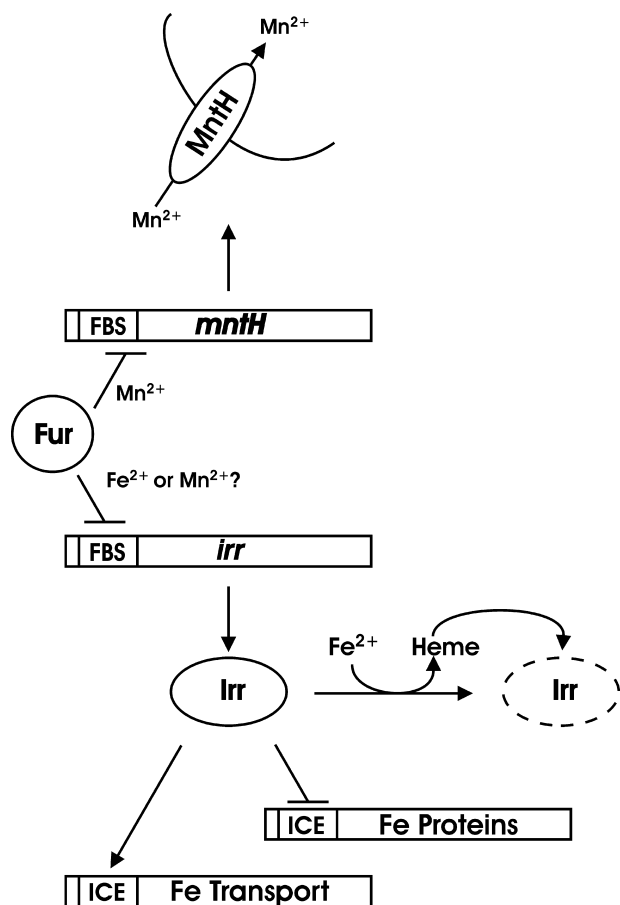 Mn²⁺
MntH
Mn²⁺
FBS mntH
Mn²⁺
Fur
Fe²⁺ or Mn²⁺?
FBS irr
Fe²⁺ Heme
Irr Irr
ICE Fe Proteins
ICE Fe Transport